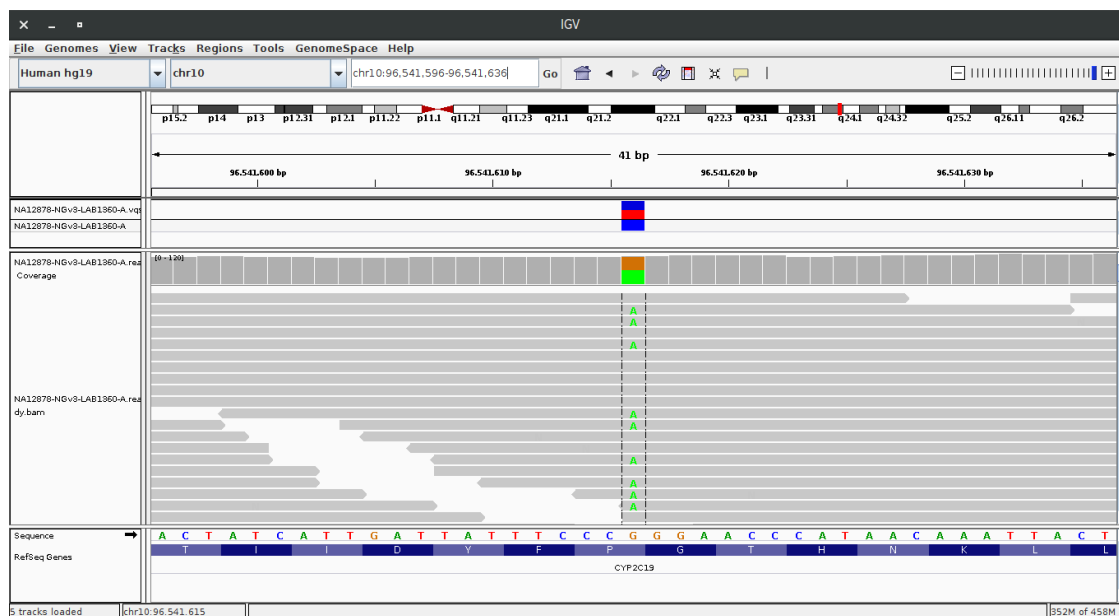 IGV
File Genomes View Tracks Regions Tools GenomeSpace Help
Human hg19 chr10 chr10:96,541,596-96,541,636 Go
p15.2 p14 p13 p12.31 p12.1 p11.22 p11.1 q11.21 q11.23 q21.1 q21.2 q22.1 q22.3 q23.1 q23.31 q24.1 q24.32 q25.2 q26.11 q26.2
41 bp
96.541.600 bp 96.541.610 bp 96.541.620 bp 96.541.630 bp
NA12878-NGv3-LAB1360-A.vqs
NA12878-NGv3-LAB1360-A
NA12878-NGv3-LAB1360-A.rea
Coverage
[0 - 120]
A
A
A
NA12878-NGv3-LAB1360-A.rea
dy.bam
A
A
A
A
A
A
Sequence A C T A T C A T T G A T T A T T T C C C G G G A A C C C A T A A C A A A T T A C T
RefSeq Genes T I I D Y F P G T H N K L L
CYP2C19
5 tracks loaded chr10:96.541.615 352M of 458M